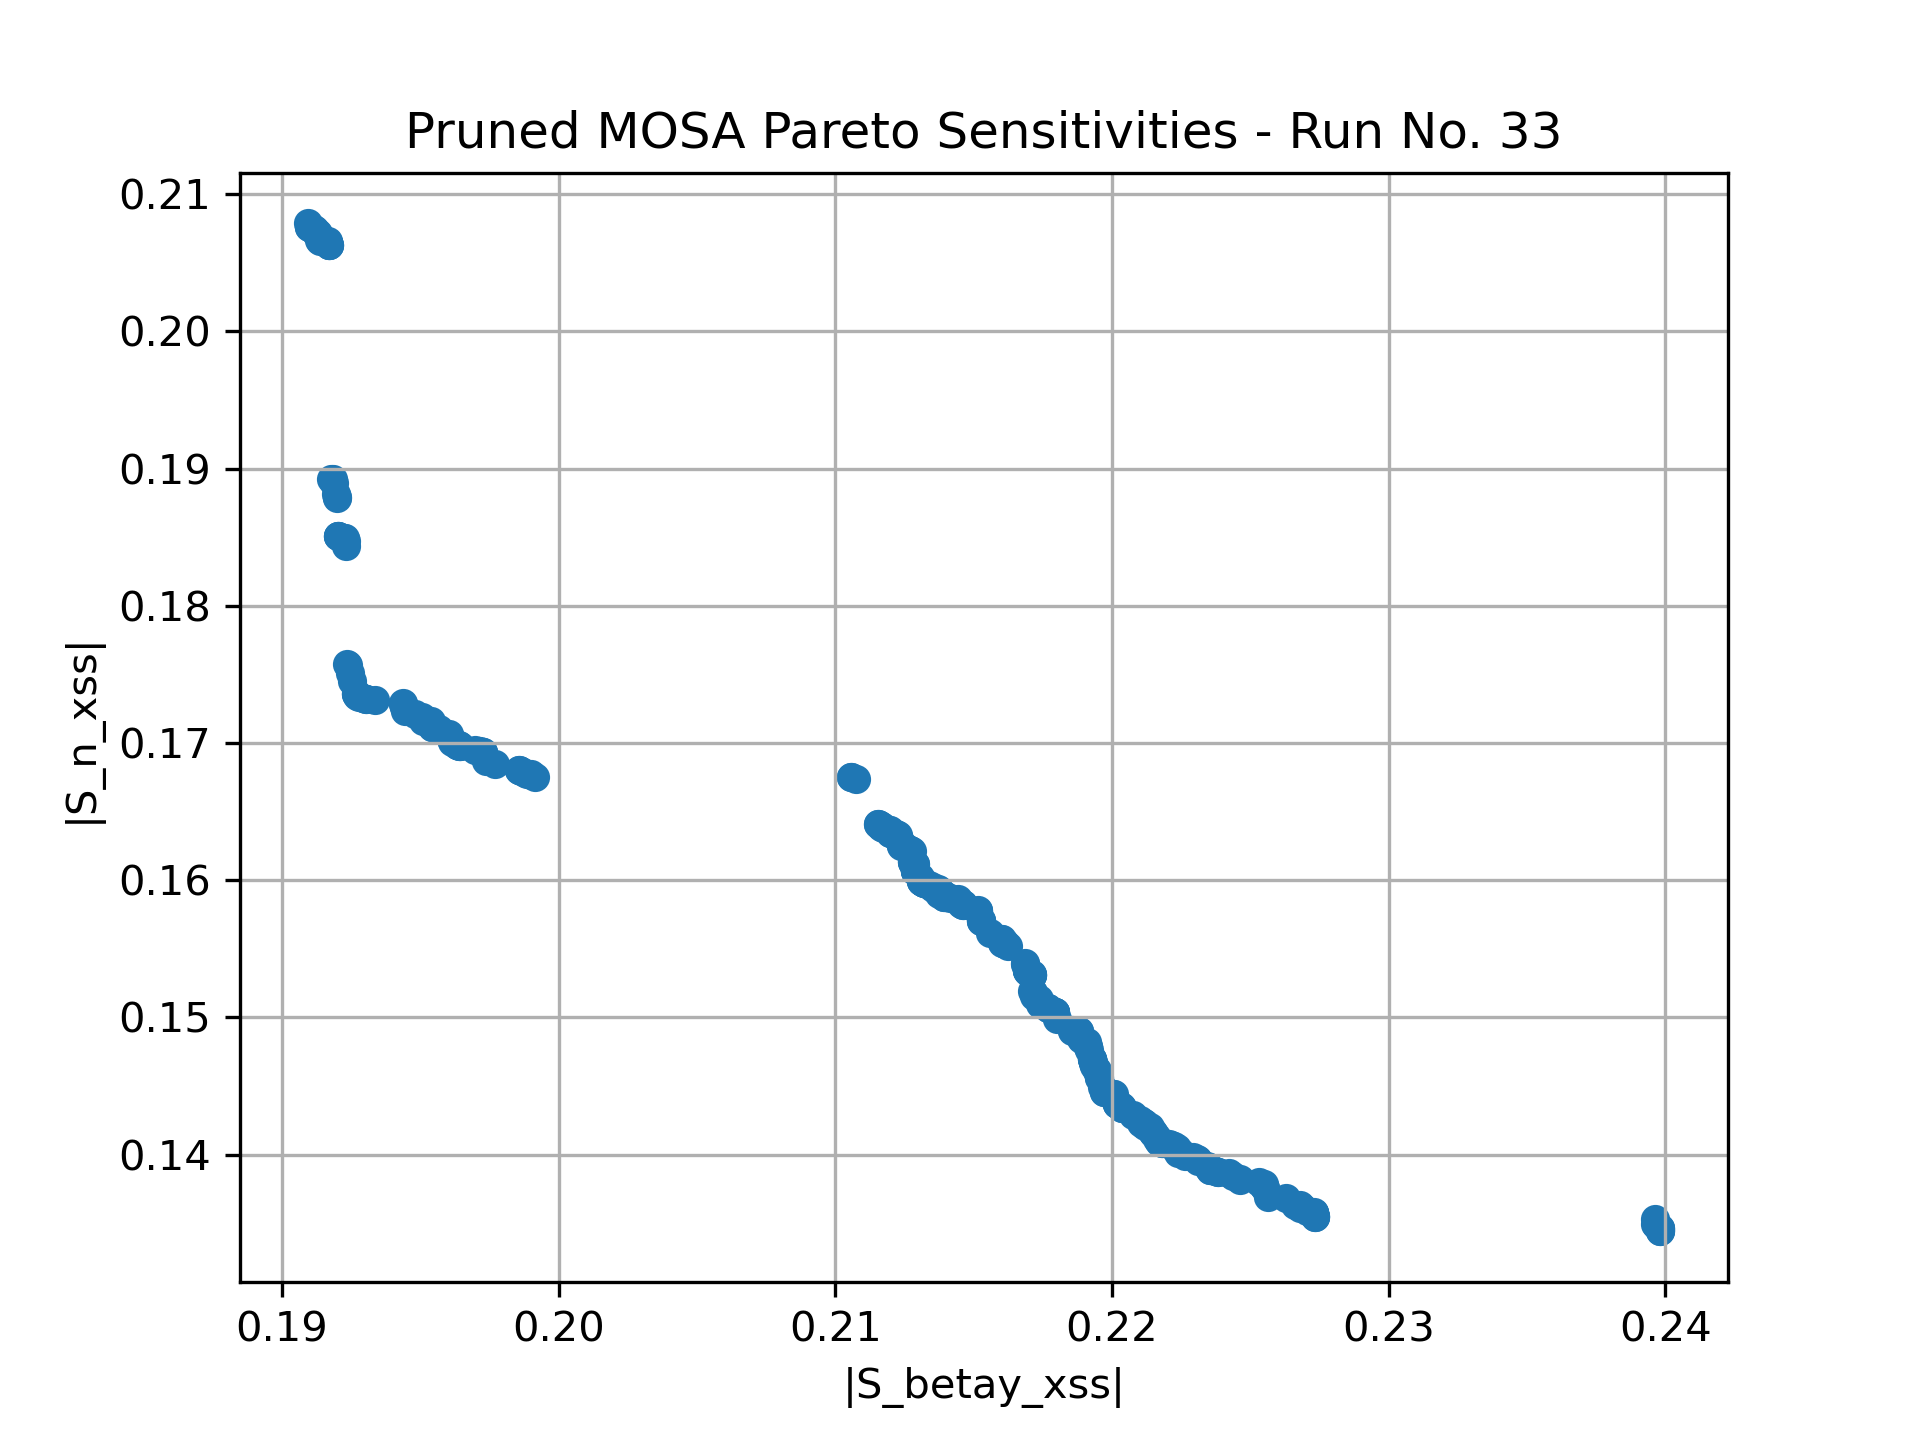 Pruned MOSA Pareto Sensitivities - Run No. 33
0.21
0.20
0.19
0.18
0.17
0.16
0.15
0.14
|S_n_xss|
0.19 0.20 0.21 0.22 0.23 0.24
|S_betay_xss|